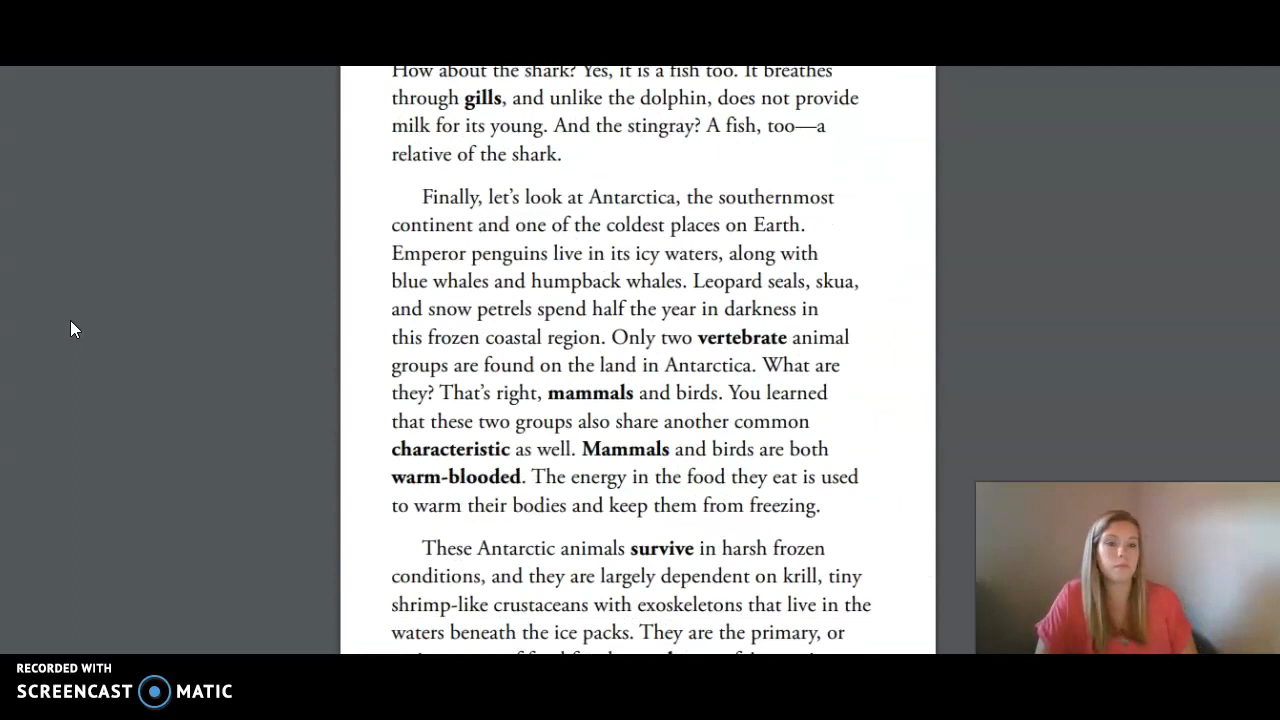 How about the shark? Yes, it is a fish too. It breathes
through gills, and unlike the dolphin, does not provide
milk for its young. And the stingray? A fish, too—a
relative of the shark.
Finally, let's look at Antarctica, the southernmost
continent and one of the coldest places on Earth.
Emperor penguins live in its icy waters, along with
blue whales and humpback whales. Leopard seals, skua,
and snow petrels spend half the year in darkness in
this frozen coastal region. Only two vertebrate animal
groups are found on the land in Antarctica. What are
they? That's right, mammals and birds. You learned
that these two groups also share another common
characteristic as well. Mammals and birds are both
warm-blooded. The energy in the food they eat is used
to warm their bodies and keep them from freezing.
These Antarctic animals survive in harsh frozen
conditions, and they are largely dependent on krill, tiny
shrimp-like crustaceans with exoskeletons that live in the
waters beneath the ice packs. They are the primary, or
RECORDED WITH
SCREENCAST MATIC